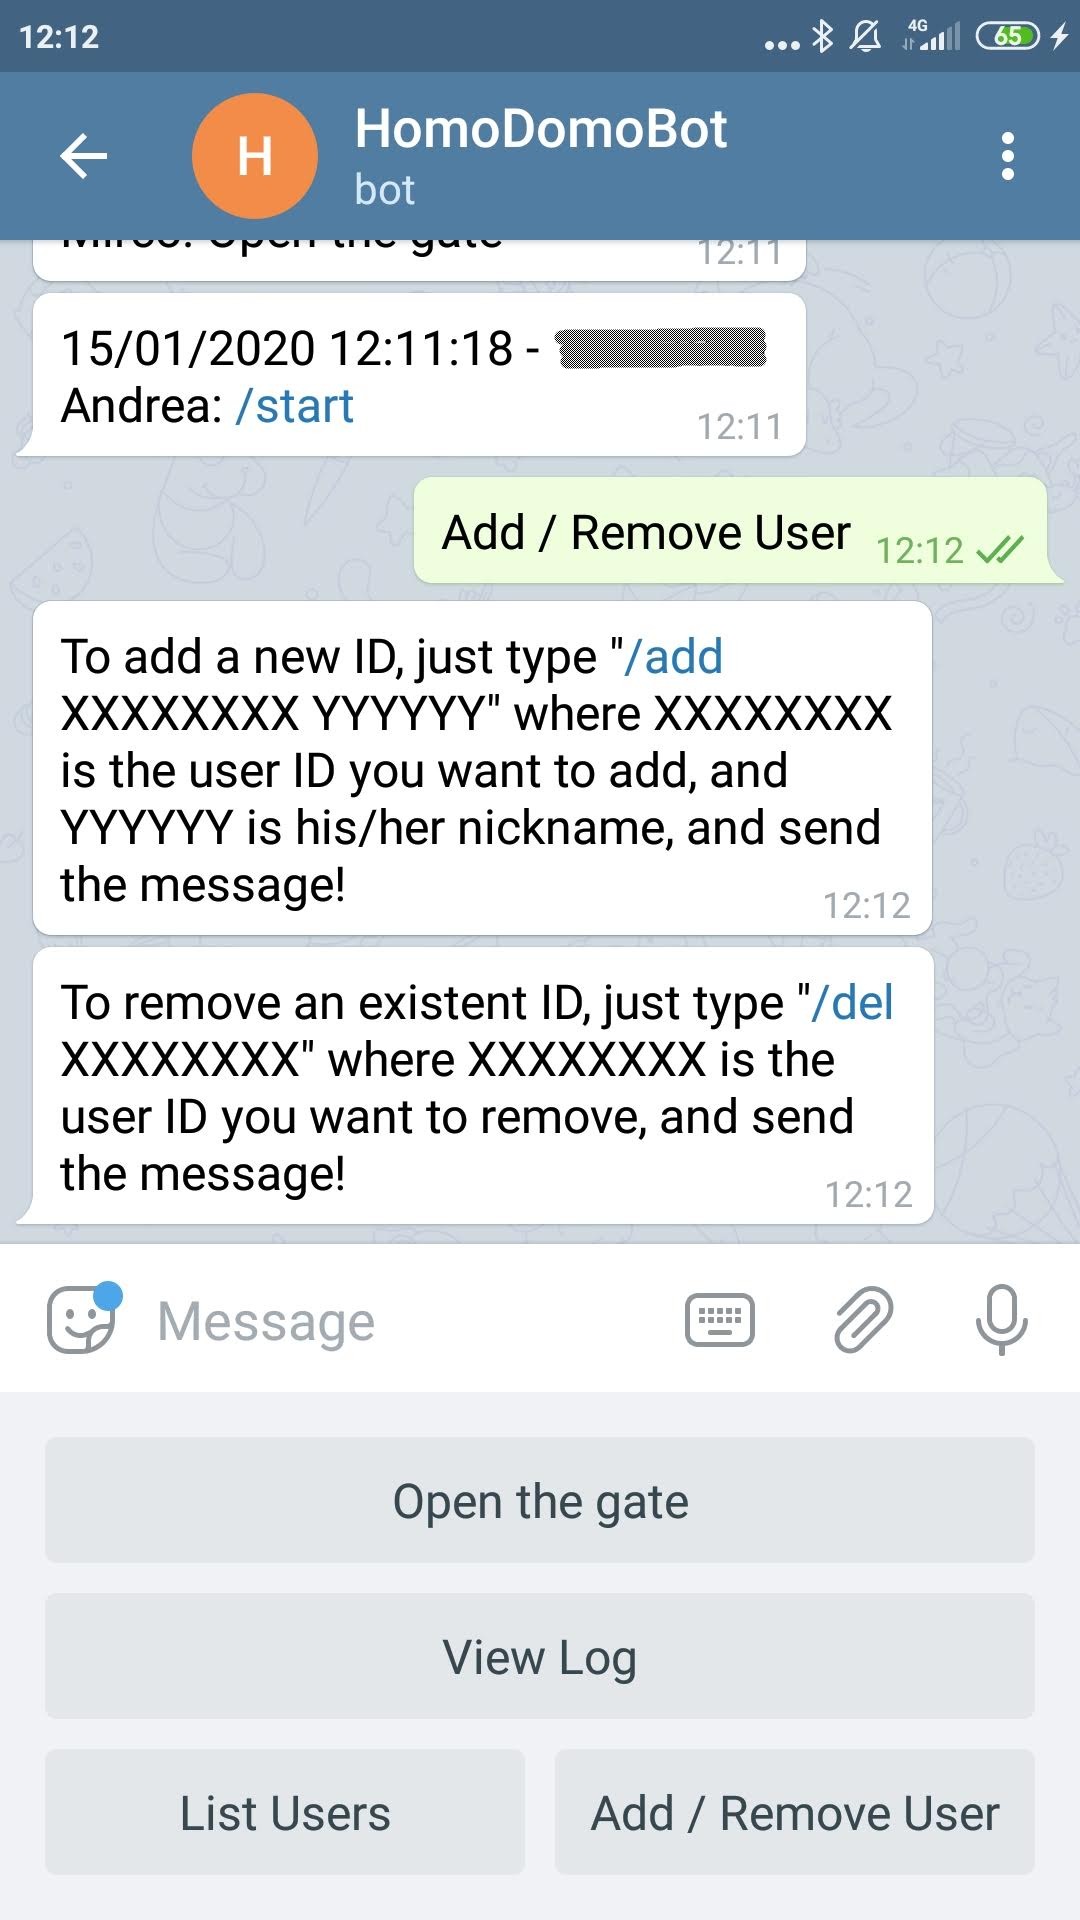 12:12
4G
65
H
HomoDomoBot
bot
Mirco: Open the gate
12:11
15/01/2020 12:11:18 -
Andrea: /start
12:11
Add / Remove User
12:12
To add a new ID, just type "/add
XXXXXXXX YYYYYY" where XXXXXXXX
is the user ID you want to add, and
YYYYYY is his/her nickname, and send
the message!
12:12
To remove an existent ID, just type "/del
XXXXXXXX" where XXXXXXXX is the
user ID you want to remove, and send
the message!
12:12
Message
Open the gate
View Log
List Users
Add / Remove User